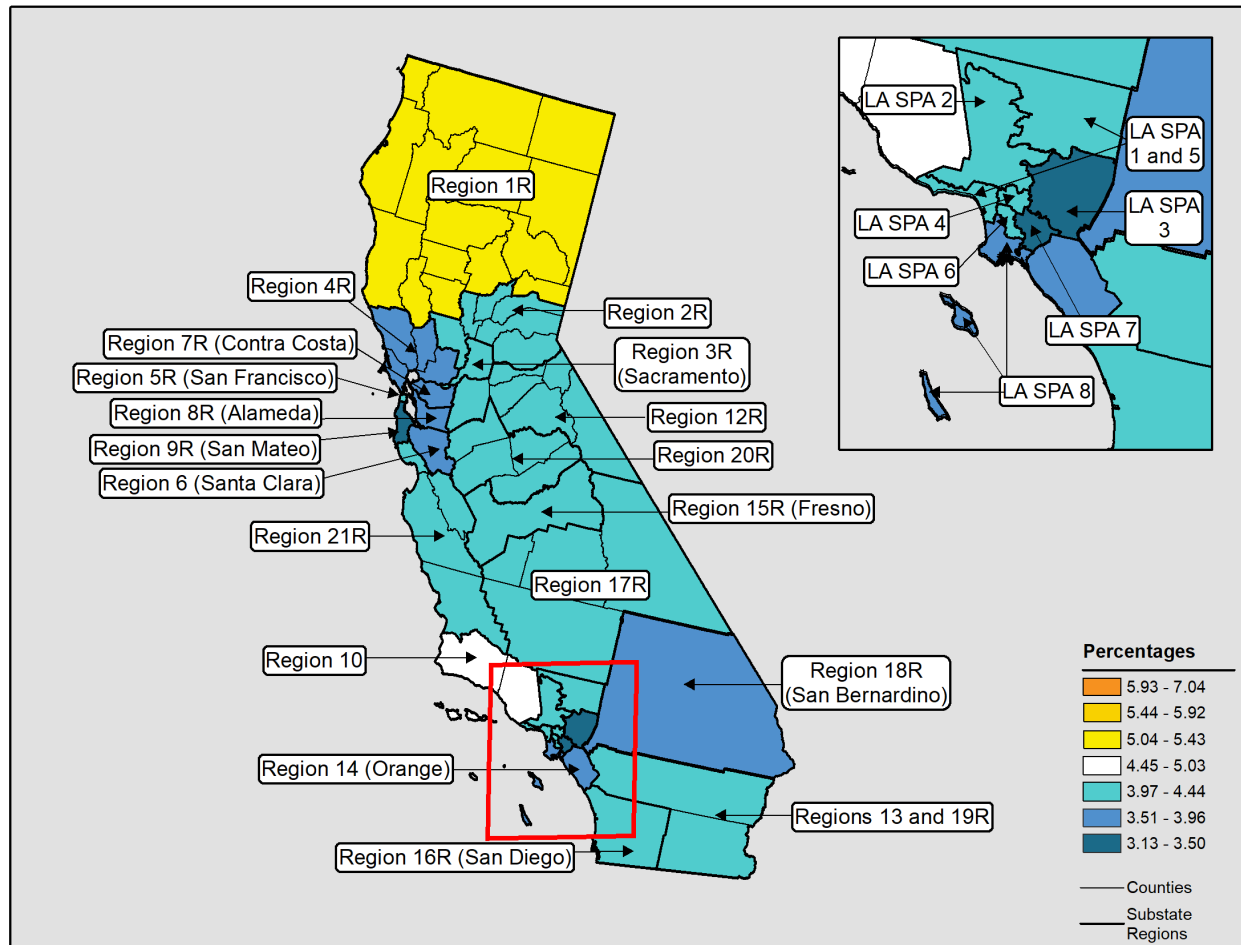 Region 1R
Region 4R
Region 2R
Region 7R (Contra Costa)
Region 3R
(Sacramento)
Region 5R (San Francisco)
Region 8R (Alameda)
Region 12R
Region 9R (San Mateo)
Region 20R
Region 6 (Santa Clara)
Region 15R (Fresno)
Region 21R
Region 17R
Region 10
Region 18R
(San Bernardino)
Region 14 (Orange)
Regions 13 and 19R
Region 16R (San Diego)
LA SPA 2
LA SPA
1 and 5
LA SPA 4
LA SPA
3
LA SPA 6
LA SPA 7
LA SPA 8
Percentages
5.93 - 7.04
5.44 - 5.92
5.04 - 5.43
4.45 - 5.03
3.97 - 4.44
3.51 - 3.96
3.13 - 3.50
Counties
Substate
Regions